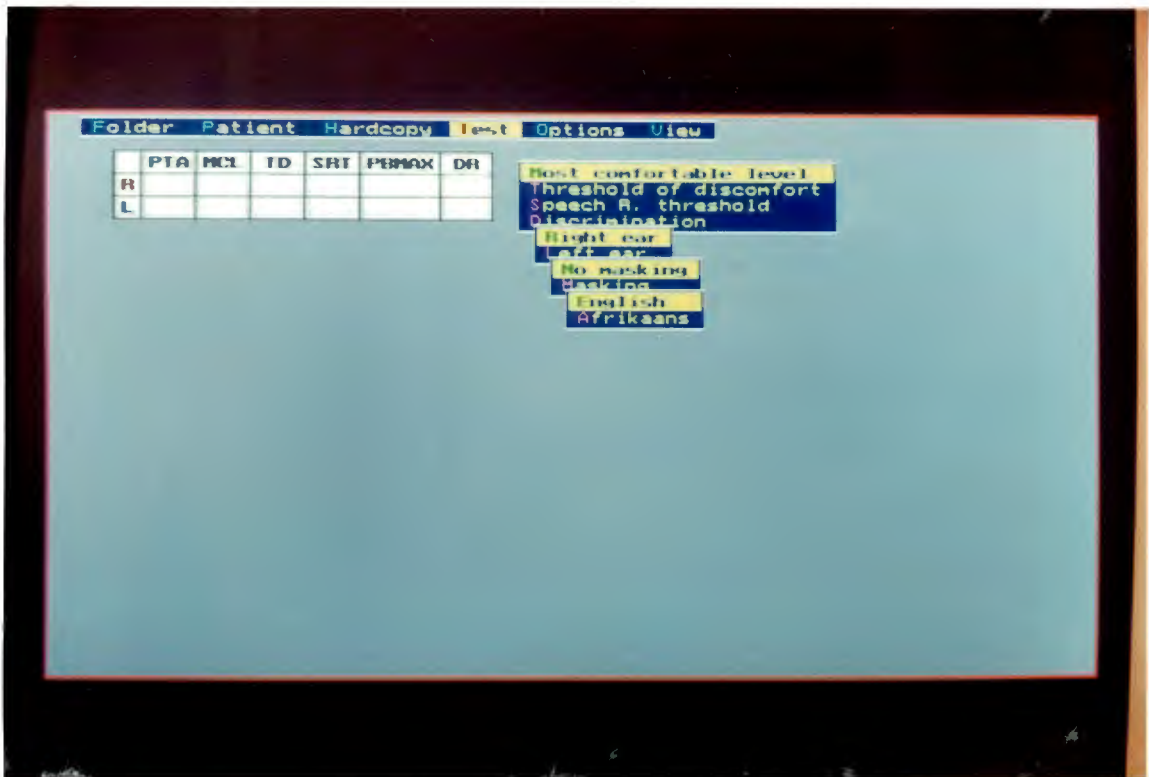 Folder Patient Hardcopy Test Options View
PTA MCL TD SRT PBMAX DR
R
L
Most comfortable level
Threshold of discomfort
Speech R. threshold
Discrimination
Right ear
Left ear
No masking
Masking
English
Afrikaans